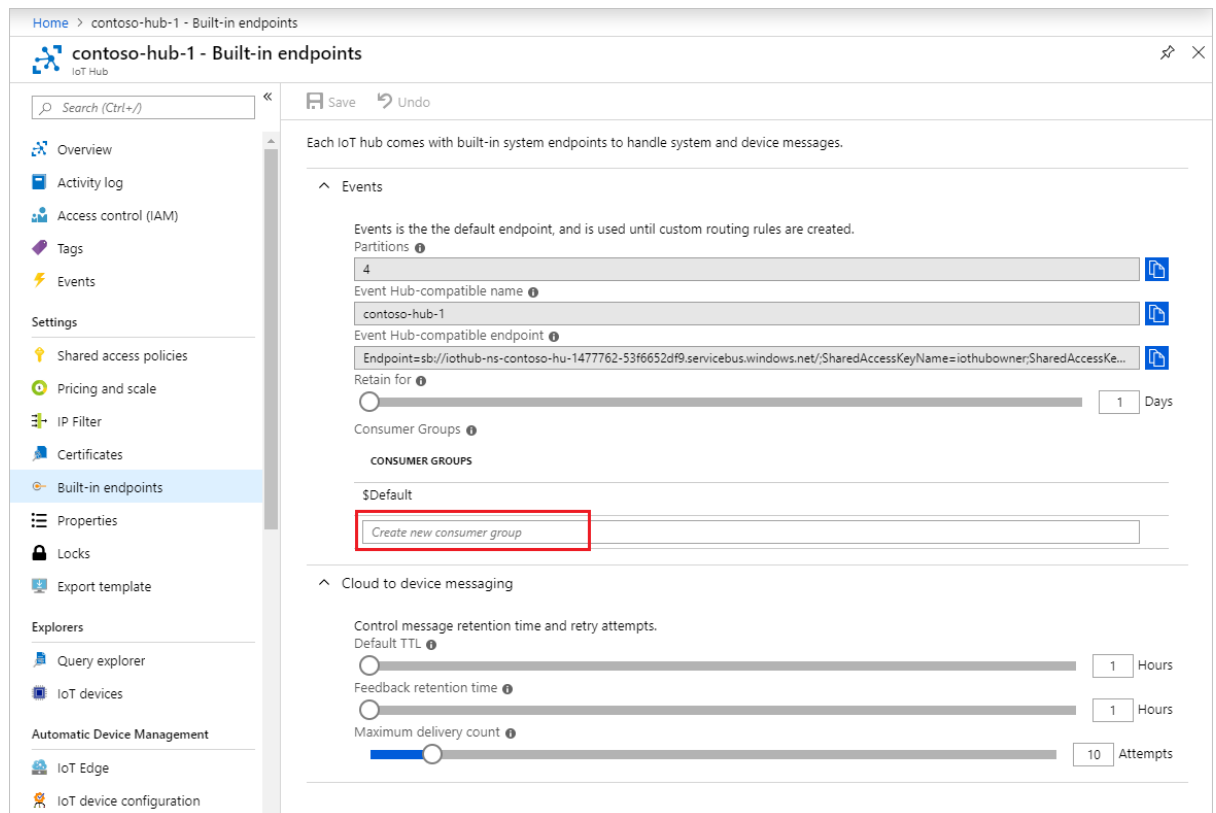 Home > contoso-hub-1 - Built-in endpoints
contoso-hub-1 - Built-in endpoints
IoT Hub
Search (Ctrl+/)
Overview
Activity log
Access control (IAM)
Tags
Events
Settings
Shared access policies
Pricing and scale
IP Filter
Certificates
Built-in endpoints
Properties
Locks
Export template
Explorers
Query explorer
IoT devices
Automatic Device Management
IoT Edge
IoT device configuration
Save Undo
Each IoT hub comes with built-in system endpoints to handle system and device messages.
Events
Events is the the default endpoint, and is used until custom routing rules are created.
Partitions
4
Event Hub-compatible name
contoso-hub-1
Event Hub-compatible endpoint
Endpoint=sb://iothub-ns-contoso-hu-1477762-53f6652df9.servicebus.windows.net/;SharedAccessKeyName=iothubowner;SharedAccessKe...
Retain for
1 Days
Consumer Groups
CONSUMER GROUPS
$Default
Create new consumer group
Cloud to device messaging
Control message retention time and retry attempts.
Default TTL
1 Hours
Feedback retention time
1 Hours
Maximum delivery count
10 Attempts